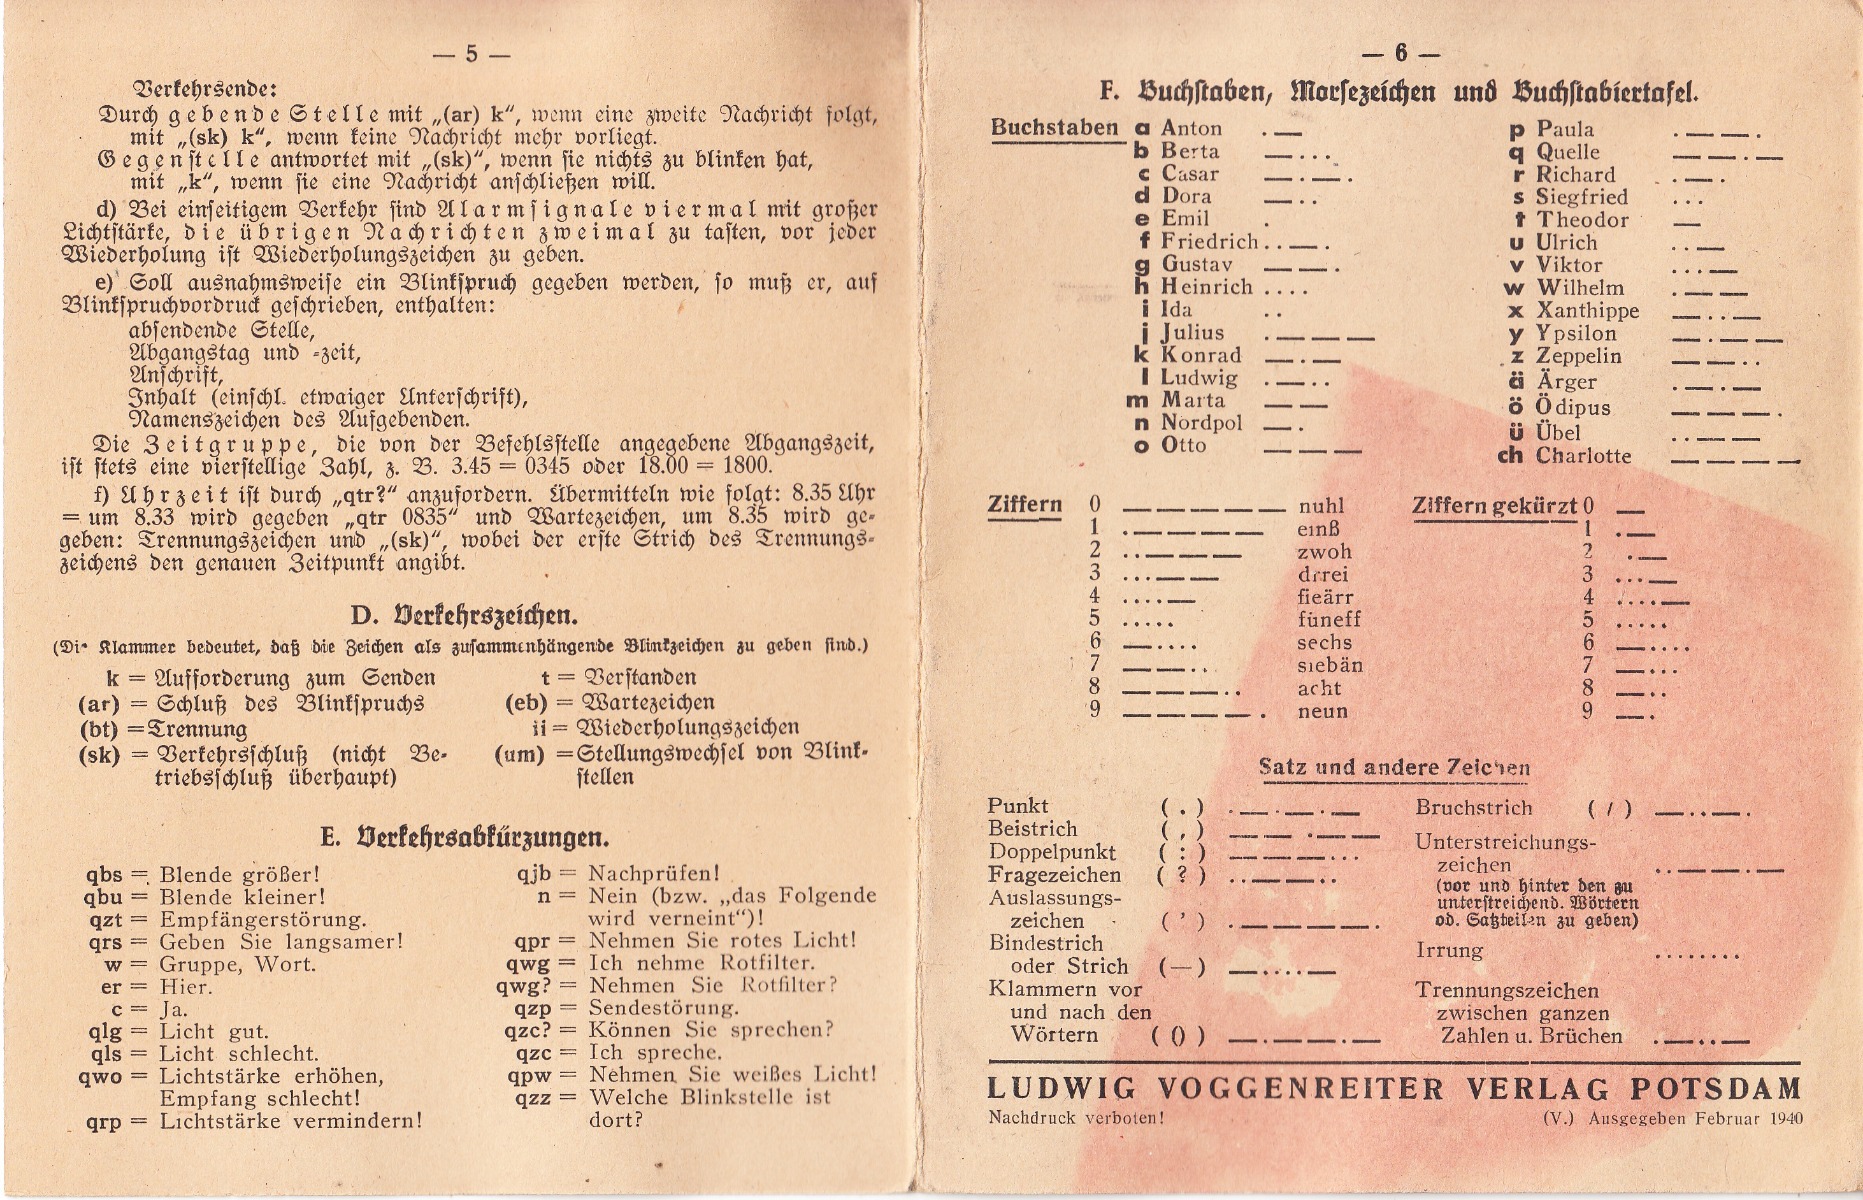 — 5 —
Verkehrsende:
Durch gebende Stelle mit „(ar) k“, wenn eine zweite Nachricht folgt,
mit „(sk) k“, wenn keine Nachricht mehr vorliegt.
Gegenstelle antwortet mit „(sk)“, wenn sie nichts zu blinken hat,
mit „k“, wenn sie eine Nachricht anschließen will.
d) Bei einseitigem Verkehr sind Alarmsignale viermal mit großer
Lichtstärke, die übrigen Nachrichten zweimal zu tasten, vor jeder
Wiederholung ist Wiederholungszeichen zu geben.
e) Soll ausnahmsweise ein Blinkspruch gegeben werden, so muß er, auf
Blinkspruchvordruck geschrieben, enthalten:
absendende Stelle,
Abgangstag und -zeit,
Anschrift,
Inhalt (einschl. etwaiger Unterschrift),
Namenszeichen des Aufgebenden.
Die Zeitgruppe, die von der Befehlsstelle angegebene Abgangszeit,
ist stets eine vierstellige Zahl, z. B. 3.45 = 0345 oder 18.00 = 1800.
f) Uhrzeit ist durch „qtr?“ anzufordern. Übermitteln wie folgt: 8.35 Uhr
= um 8.33 wird gegeben „qtr 0835“ und Wartezeichen, um 8.35 wird ge-
geben: Trennungszeichen und „(sk)“, wobei der erste Strich des Trennungs-
zeichens den genauen Zeitpunkt angibt.
D. Verkehrszeichen.
(Die Klammer bedeutet, daß die Zeichen als zusammenhängende Blinkzeichen zu geben sind.)
k = Aufforderung zum Senden
(ar) = Schluß des Blinkspruchs
(bt) = Trennung
(sk) = Verkehrsschluß (nicht Be-
triebsschluß überhaupt)
t = Verstanden
(eb) = Wartezeichen
ii = Wiederholungszeichen
(um) = Stellungswechsel von Blink-
stellen
E. Verkehrsabkürzungen.
qbs = Blende größer!
qbu = Blende kleiner!
qzt = Empfängerstörung.
qrs = Geben Sie langsamer!
w = Gruppe, Wort.
er = Hier.
c = Ja.
qlg = Licht gut.
qls = Licht schlecht.
qwo = Lichtstärke erhöhen,
Empfang schlecht!
qrp = Lichtstärke vermindern!
qjb = Nachprüfen!
n = Nein (bzw. „das Folgende
wird verneint“)!
qpr = Nehmen Sie rotes Licht!
qwg = Ich nehme Rotfilter.
qwg? = Nehmen Sie Rotfilter?
qzp = Sendestörung.
qzc? = Können Sie sprechen?
qzc = Ich spreche.
qpw = Nehmen Sie weißes Licht!
qzz = Welche Blinkstelle ist
dort?
— 6 —
F. Buchstaben, Morsezeichen und Buchstabiertafel.
Buchstaben a Anton . —
b Berta — . . .
c Cäsar — . — .
d Dora — . .
e Emil .
f Friedrich . . — .
g Gustav — — .
h Heinrich . . . .
i Ida . .
j Julius . — — —
k Konrad — . —
l Ludwig . — . .
m Marta — —
n Nordpol — .
o Otto — — —
p Paula . — — .
q Quelle — — . —
r Richard . — .
s Siegfried . . .
t Theodor —
u Ulrich . . —
v Viktor . . . —
w Wilhelm . — —
x Xanthippe — . . —
y Ypsilon — . — —
z Zeppelin — — . .
ä Ärger . — . —
ö Ödipus — — — .
ü Übel . . — —
ch Charlotte — — — —
Ziffern 0 — — — — — nuhl
1 . — — — — einß
2 . . — — — zwoh
3 . . . — — drrei
4 . . . . — fieärr
5 . . . . . füneff
6 — . . . . sechs
7 — — . . . siebän
8 — — — . . acht
9 — — — — . neun
Ziffern gekürzt 0 —
1 . —
2 . —
3 . . . —
4 . . . . —
5 . . . . .
6 — . . . .
7 — . . .
8 — . .
9 — .
Satz und andere Zeichen
Punkt ( . ) . — . — . —
Beistrich ( , ) — — . . — —
Doppelpunkt ( : ) — — — . . .
Fragezeichen ( ? ) . . — — . .
Auslassungs-
zeichen ( ’ ) . — — — — .
Bindestrich
oder Strich ( — ) — . . . . —
Klammern vor
und nach den
Wörtern ( () ) — . — — . —
Bruchstrich ( / ) — . . — .
Unterstreichungs-
zeichen . . — — . —
(vor und hinter den zu
unterstreichend. Wörtern
od. Satzteilen zu geben)
Irrung . . . . . . . .
Trennungszeichen
zwischen ganzen
Zahlen u. Brüchen . — . . —
LUDWIG VOGGENREITER VERLAG POTSDAM
Nachdruck verboten!
(V.) Ausgegeben Februar 1940